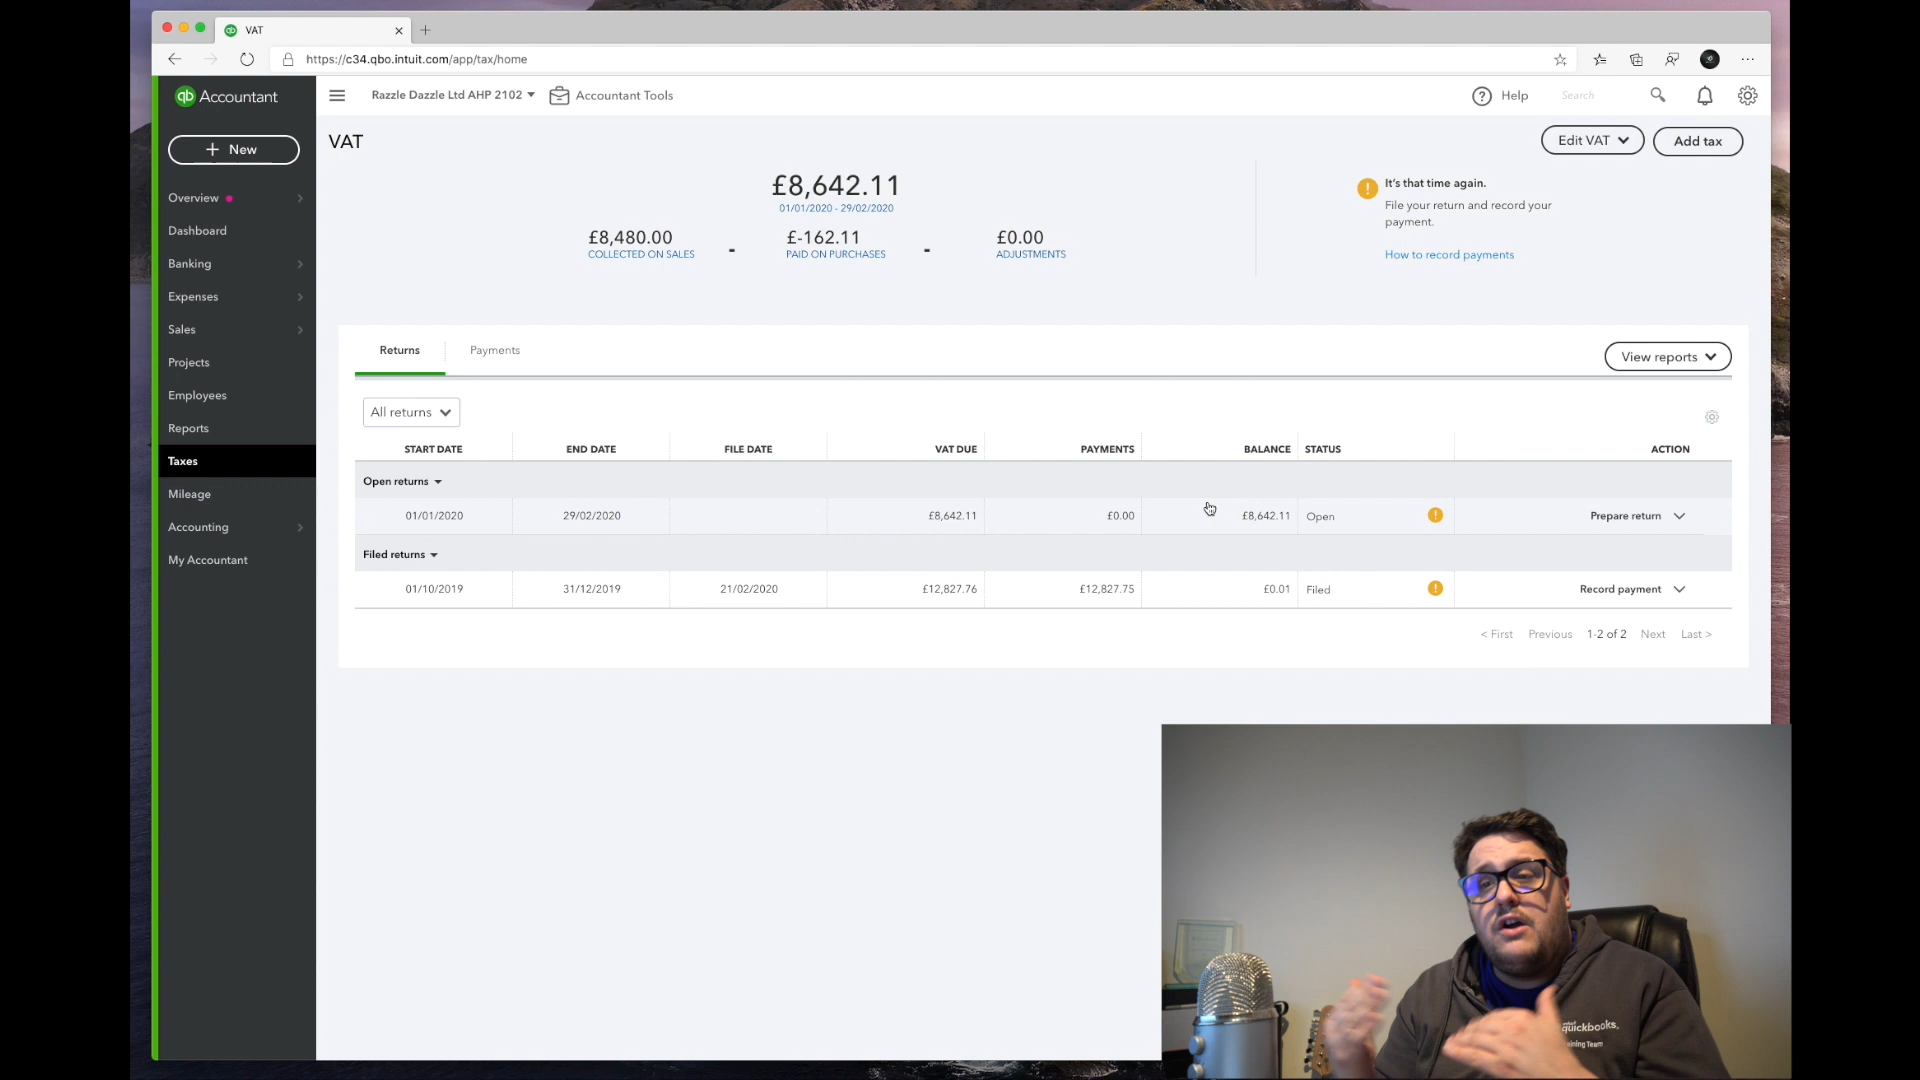 VAT
https://c34.qbo.intuit.com/app/tax/home
qb Accountant
Razzle Dazzle Ltd AHP 2102
Accountant Tools
Help
Search
+ New
VAT
Edit VAT
Add tax
£8,642.11
01/01/2020 - 29/02/2020
£8,480.00
COLLECTED ON SALES
-
£-162.11
PAID ON PURCHASES
-
£0.00
ADJUSTMENTS
It's that time again.
File your return and record your
payment.
How to record payments
Overview
Dashboard
Banking
Expenses
Sales
Projects
Employees
Reports
Taxes
Mileage
Accounting
My Accountant
Returns
Payments
View reports
All returns
START DATE END DATE FILE DATE VAT DUE PAYMENTS BALANCE STATUS ACTION
Open returns
01/01/2020 29/02/2020 £8,642.11 £0.00 £8,642.11 Open Prepare return
Filed returns
01/10/2019 31/12/2019 21/02/2020 £12,827.76 £12,827.75 £0.01 Filed Record payment
< First Previous 1-2 of 2 Next Last >
quickbooks.
Team